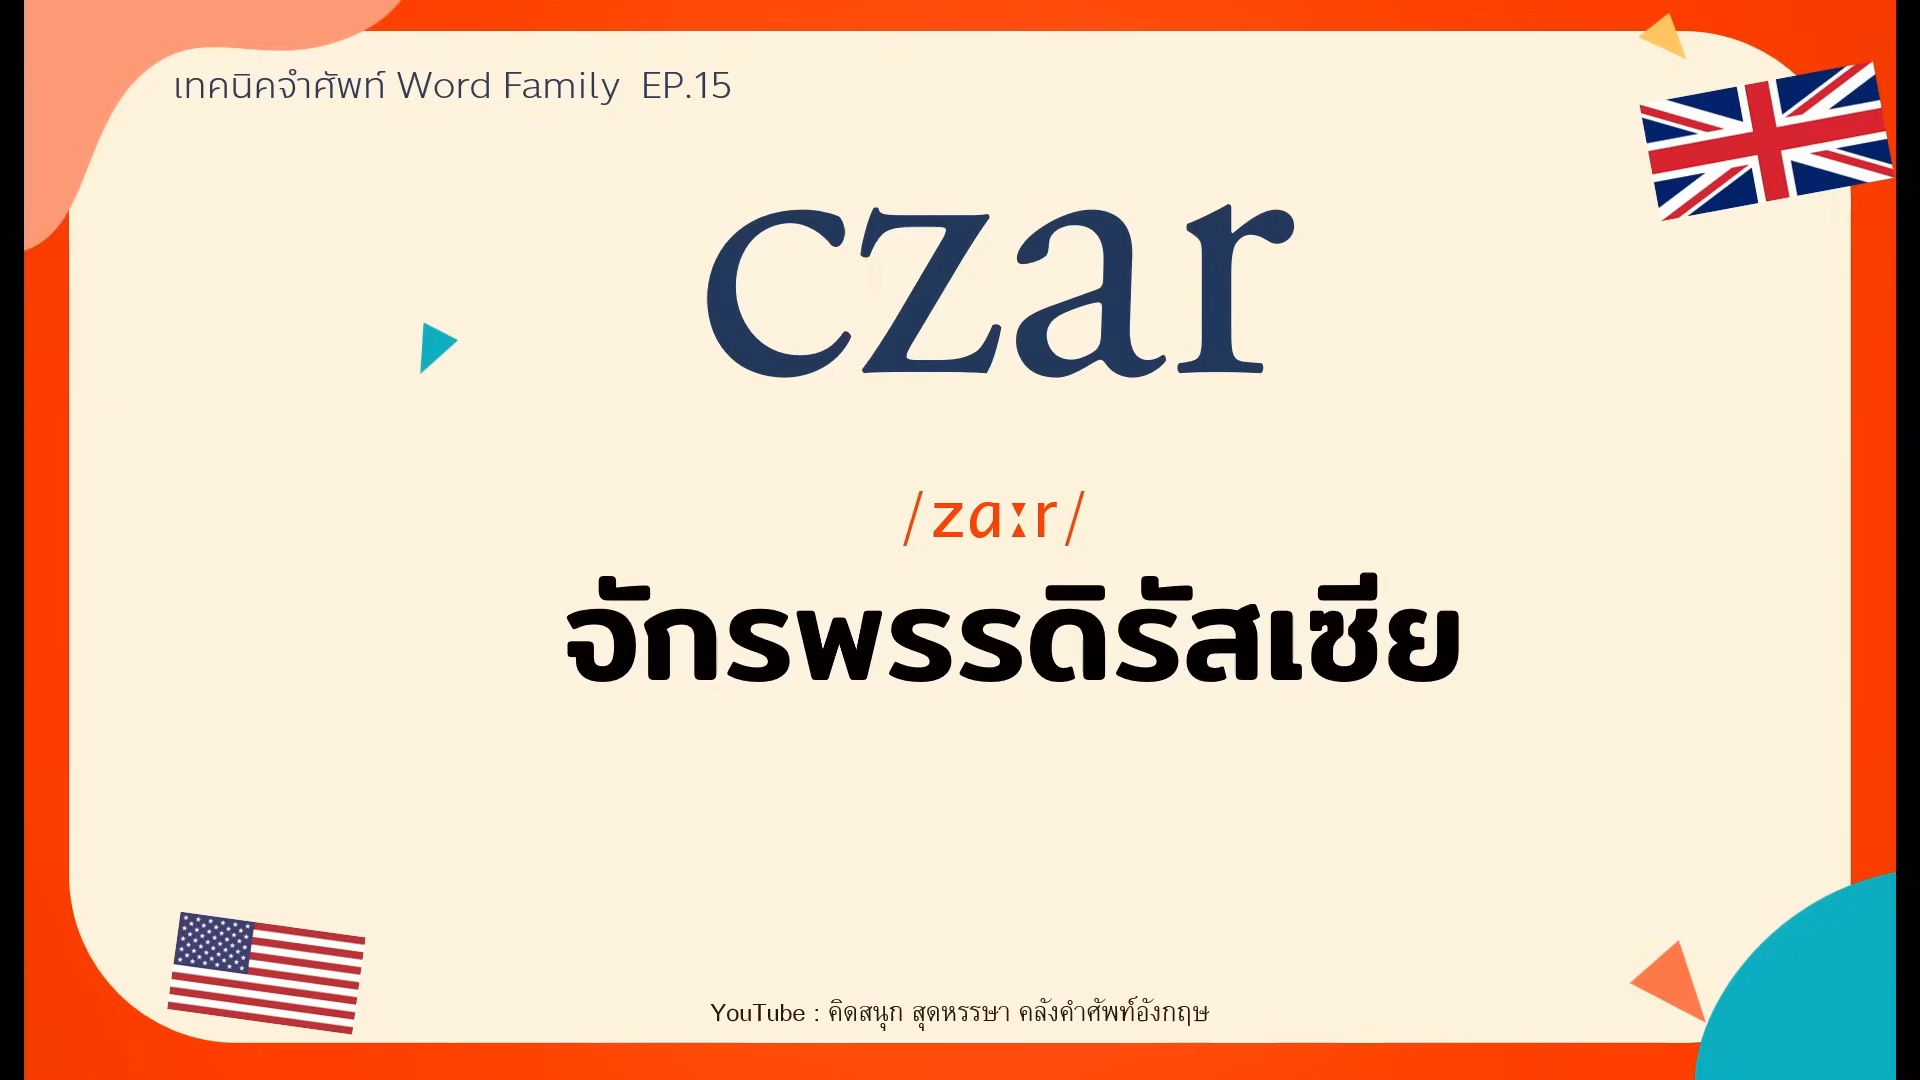 เทคนิคจำศัพท์ Word Family EP.15
czar
/zɑːr/
จักรพรรดิรัสเซีย
YouTube : คิดสนุก สุดหรรษา คลังคำศัพท์อังกฤษ